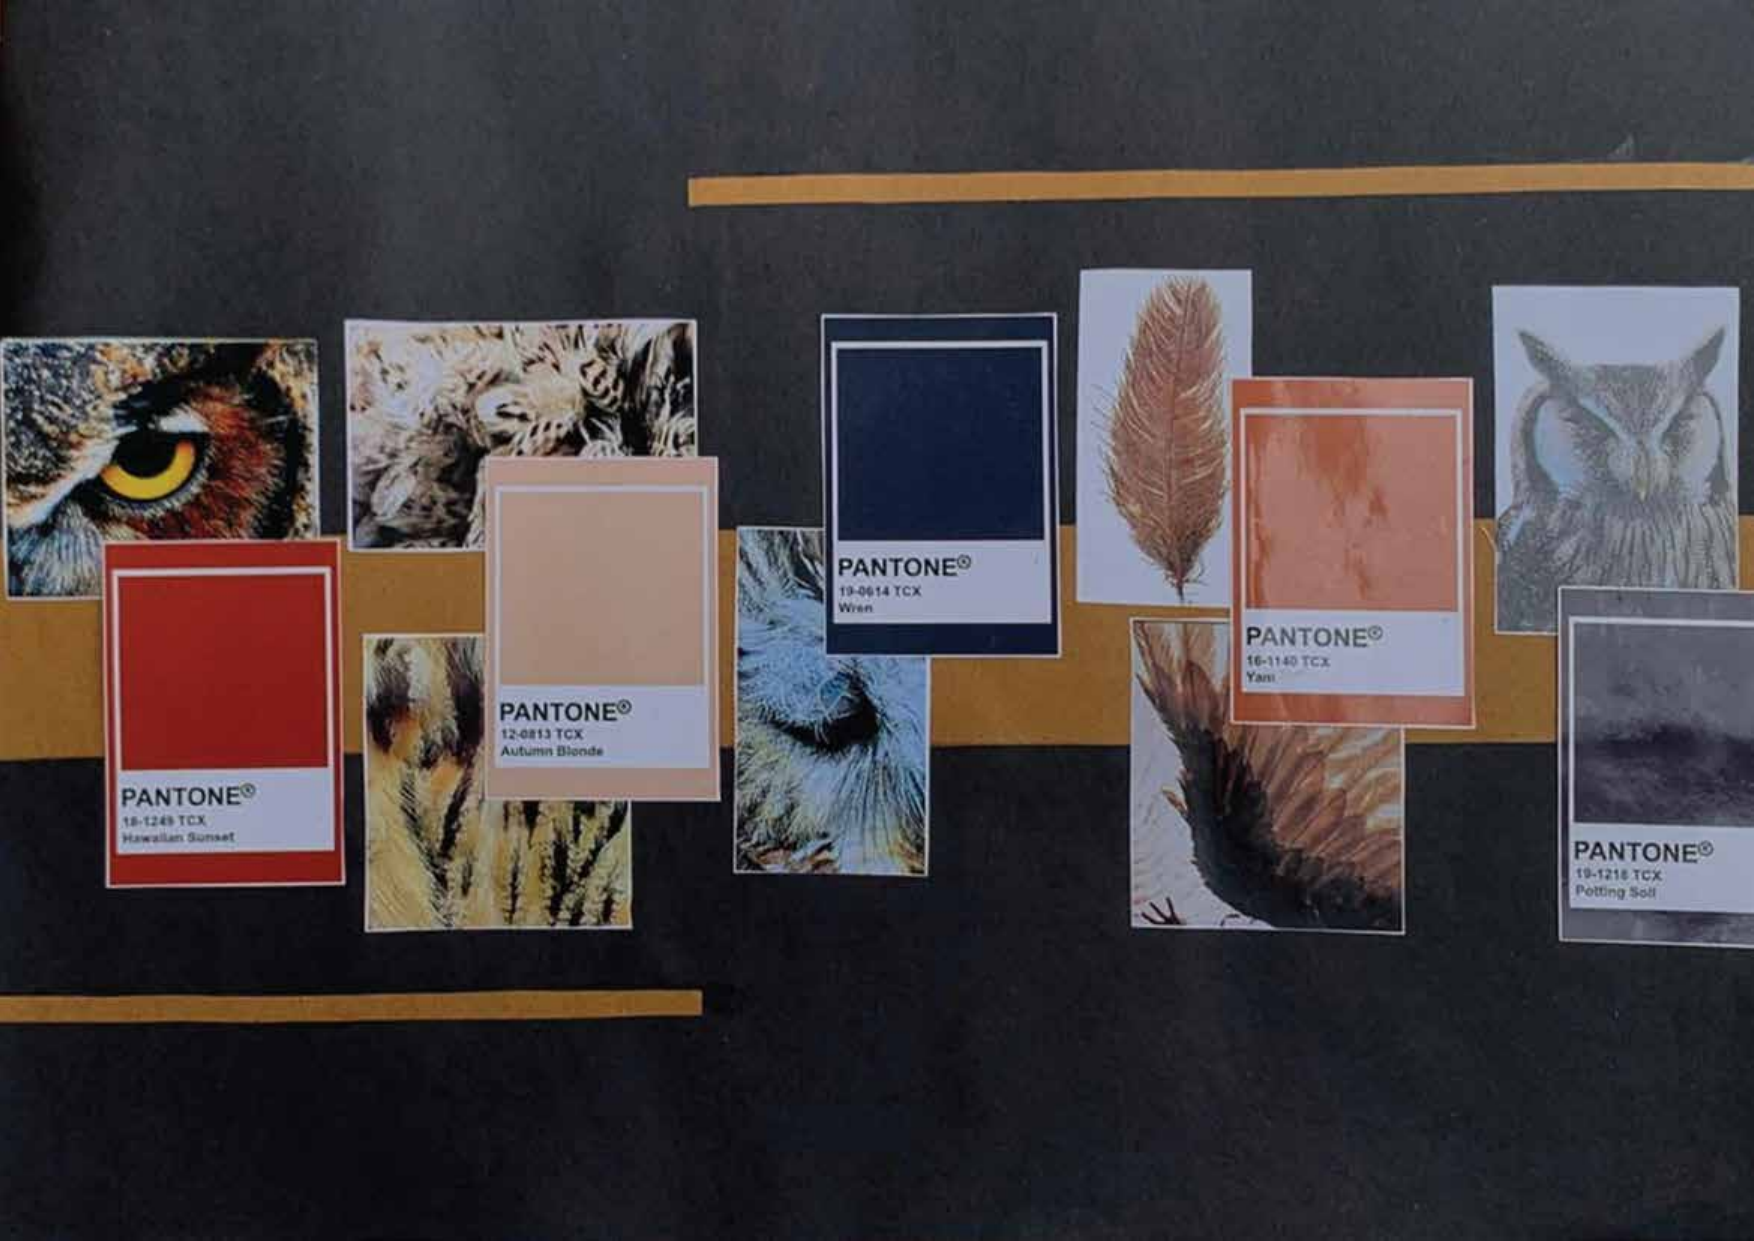 PANTONE®
18-1249 TCX
Hawaiian Sunset
PANTONE®
12-0813 TCX
Autumn Blonde
PANTONE®
19-0614 TCX
Wren
PANTONE®
16-1140 TCX
Yam
PANTONE®
19-1218 TCX
Potting Soil